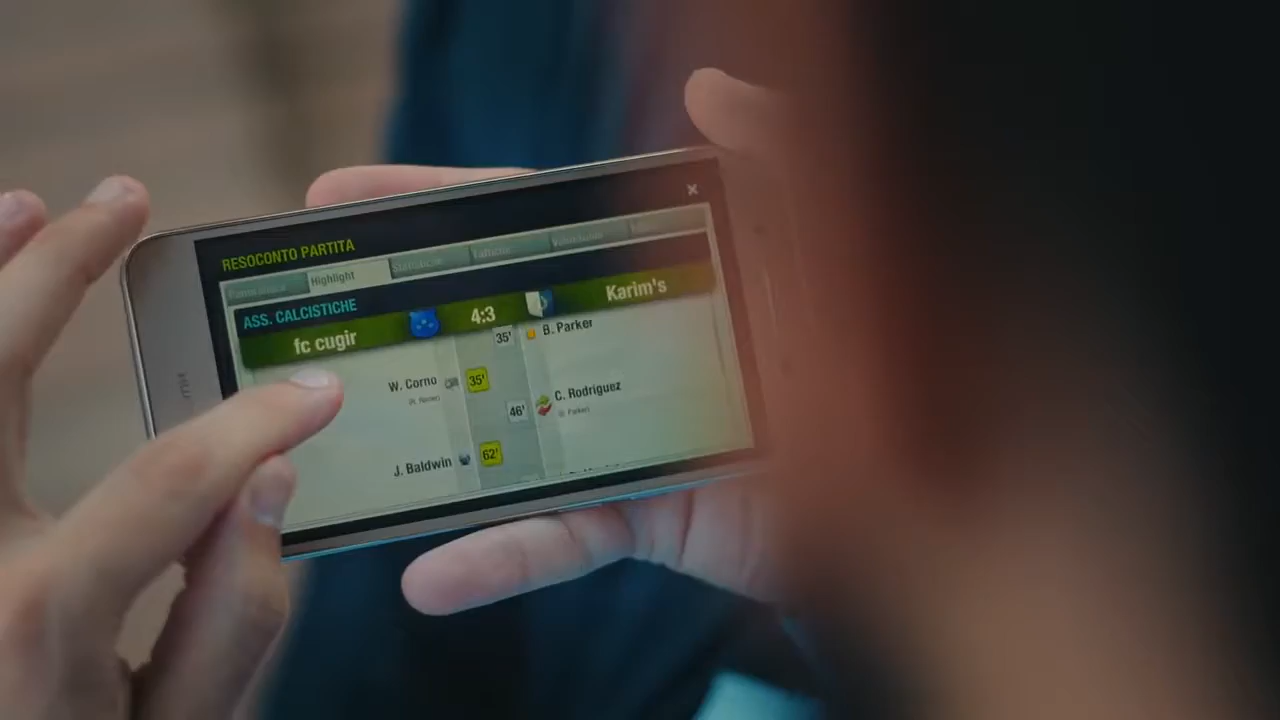 RESOCONTO PARTITA
Highlight
ASS. CALCISTICHE
fc cugir 4:3 Karim's
35' B. Parker
W. Corno 35'
46' C. Rodriguez
J. Baldwin 62'